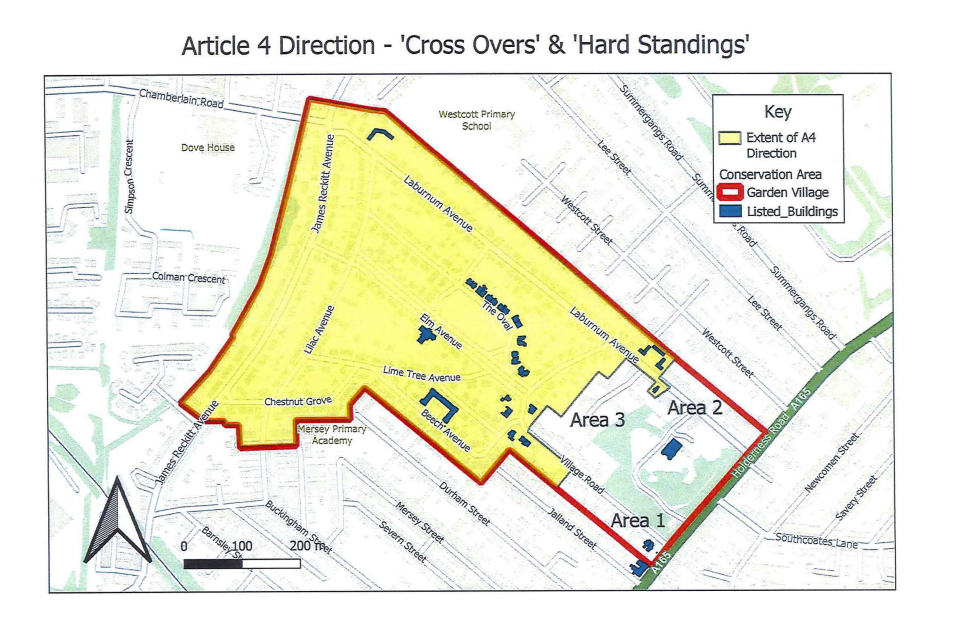 Article 4 Direction - 'Cross Overs' & 'Hard Standings'
Key
Extent of A4
Direction
Conservation Area
Garden Village
Listed_Buildings
Chamberlain Road
Dove House
Simpson Crescent
Colman Crescent
James Reckitt Avenue
Westcott Primary
School
Laburnum Avenue
Summergangs Road
Lee Street
Westcott Street
Road
Summergangs Road
Lee Street
Westcott Street
The Oval
Laburnum Avenue
Elm Avenue
Lilac Avenue
Lime Tree Avenue
Chestnut Grove
Beech Avenue
Mersey Primary
Academy
James Reckitt Avenue
Area 3
Area 2
Area 1
Village Road
Holderness Road A165
A165
Newcomen Street
Savery Street
Southcoates Lane
Durham Street
Jalland Street
Mersey Street
Severn Street
Buckingham Street
Barnsley St
0 100 200 m